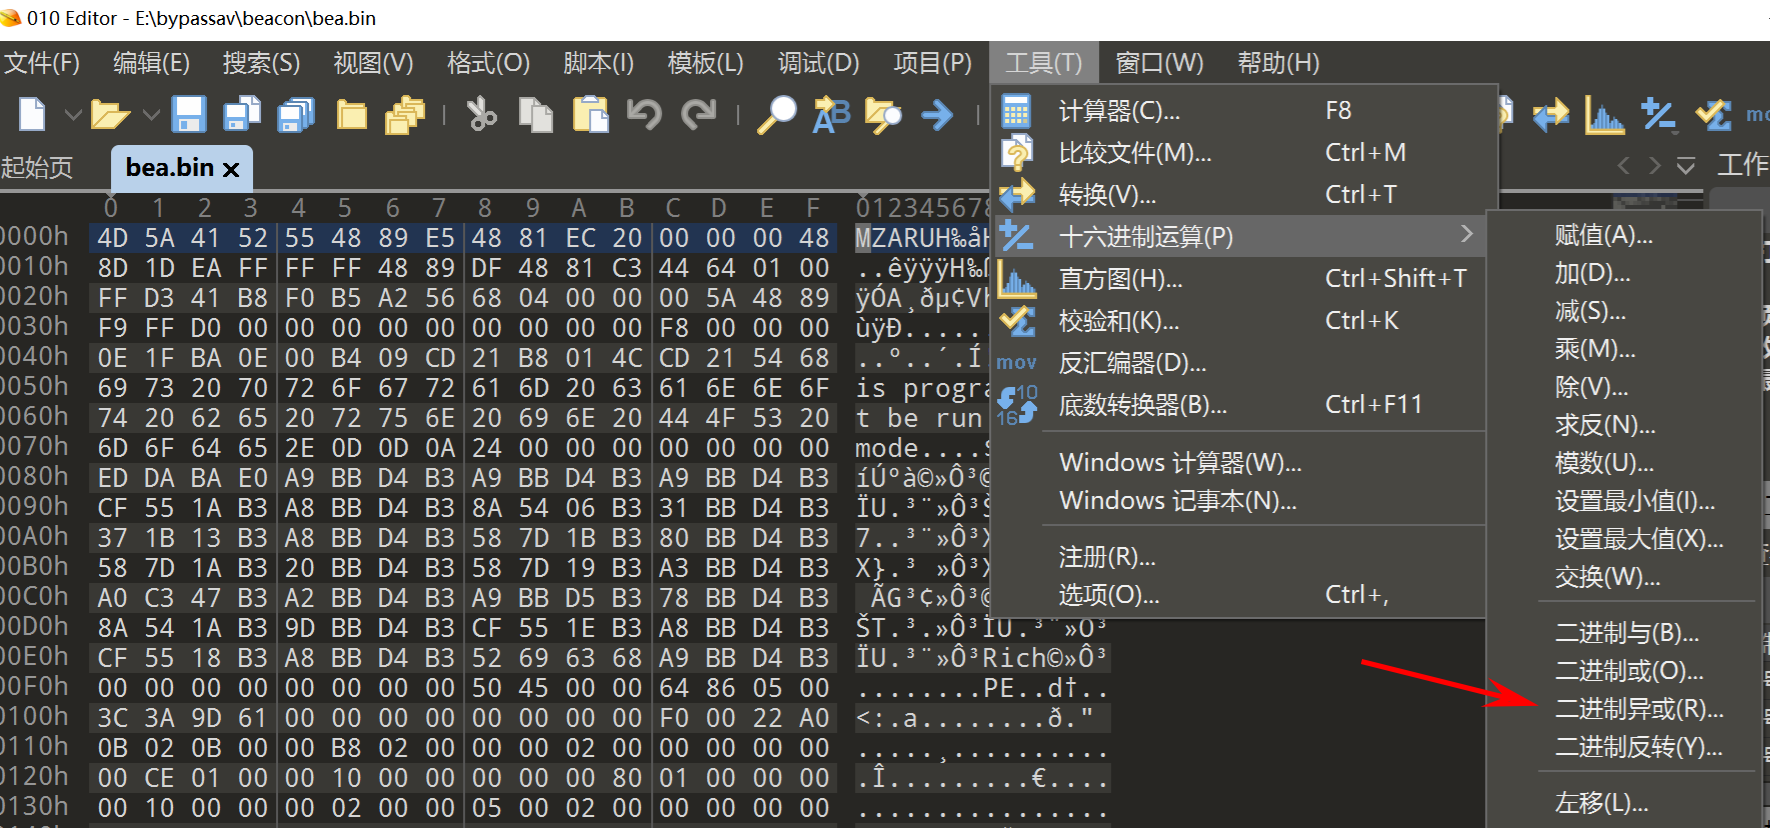 010 Editor - E:\bypassav\beacon\bea.bin
文件(F) 编辑(E) 搜索(S) 视图(V) 格式(O) 脚本(I) 模板(L) 调试(D) 项目(P) 工具(T) 窗口(W) 帮助(H)
起始页 bea.bin × 工作
计算器(C)... F8
比较文件(M)... Ctrl+M
转换(V)... Ctrl+T
十六进制运算(P) >
直方图(H)... Ctrl+Shift+T
校验和(K)... Ctrl+K
mov 反汇编器(D)...
底数转换器(B)... Ctrl+F11
Windows 计算器(W)...
Windows 记事本(N)...
注册(R)...
选项(O)... Ctrl+,
赋值(A)...
加(D)...
减(S)...
乘(M)...
除(V)...
求反(N)...
模数(U)...
设置最小值(I)...
设置最大值(X)...
交换(W)...
二进制与(B)...
二进制或(O)...
二进制异或(R)...
二进制反转(Y)...
左移(L)...
0 1 2 3 4 5 6 7 8 9 A B C D E F 012345678
0000h 4D 5A 41 52 55 48 89 E5 48 81 EC 20 00 00 00 48 MZARUH‰åH
0010h 8D 1D EA FF FF FF 48 89 DF 48 81 C3 44 64 01 00 ..êÿÿÿH‰ß
0020h FF D3 41 B8 F0 B5 A2 56 68 04 00 00 00 5A 48 89 ÿÓA¸ðµ¢Vh
0030h F9 FF D0 00 00 00 00 00 00 00 00 00 F8 00 00 00 ùÿÐ......
0040h 0E 1F BA 0E 00 B4 09 CD 21 B8 01 4C CD 21 54 68 ..º..´.Í
0050h 69 73 20 70 72 6F 67 72 61 6D 20 63 61 6E 6E 6F is progra
0060h 74 20 62 65 20 72 75 6E 20 69 6E 20 44 4F 53 20 t be run
0070h 6D 6F 64 65 2E 0D 0D 0A 24 00 00 00 00 00 00 00 mode....$
0080h ED DA BA E0 A9 BB D4 B3 A9 BB D4 B3 A9 BB D4 B3 íÚºà©»Ô³©
0090h CF 55 1A B3 A8 BB D4 B3 8A 54 06 B3 31 BB D4 B3 ÏU.³¨»Ô³Š
00A0h 37 1B 13 B3 A8 BB D4 B3 58 7D 1B B3 80 BB D4 B3 7..³¨»Ô³X
00B0h 58 7D 1A B3 20 BB D4 B3 58 7D 19 B3 A3 BB D4 B3 X}.³ »Ô³X
00C0h A0 C3 47 B3 A2 BB D4 B3 A9 BB D5 B3 78 BB D4 B3 ÃG³¢»Ô³©
00D0h 8A 54 1A B3 9D BB D4 B3 CF 55 1E B3 A8 BB D4 B3 ŠT.³.»Ô³ÏU.³¨»Ô³
00E0h CF 55 18 B3 A8 BB D4 B3 52 69 63 68 A9 BB D4 B3 ÏU.³¨»Ô³Rich©»Ô³
00F0h 00 00 00 00 00 00 00 00 50 45 00 00 64 86 05 00 ........PE..d†..
0100h 3C 3A 9D 61 00 00 00 00 00 00 00 00 F0 00 22 A0 <:.a........ð."
0110h 0B 02 0B 00 00 B8 02 00 00 00 02 00 00 00 00 00 .....¸..........
0120h 00 CE 01 00 00 10 00 00 00 00 00 80 01 00 00 00 .Î.........€....
0130h 00 10 00 00 00 02 00 00 05 00 02 00 00 00 00 00 ................